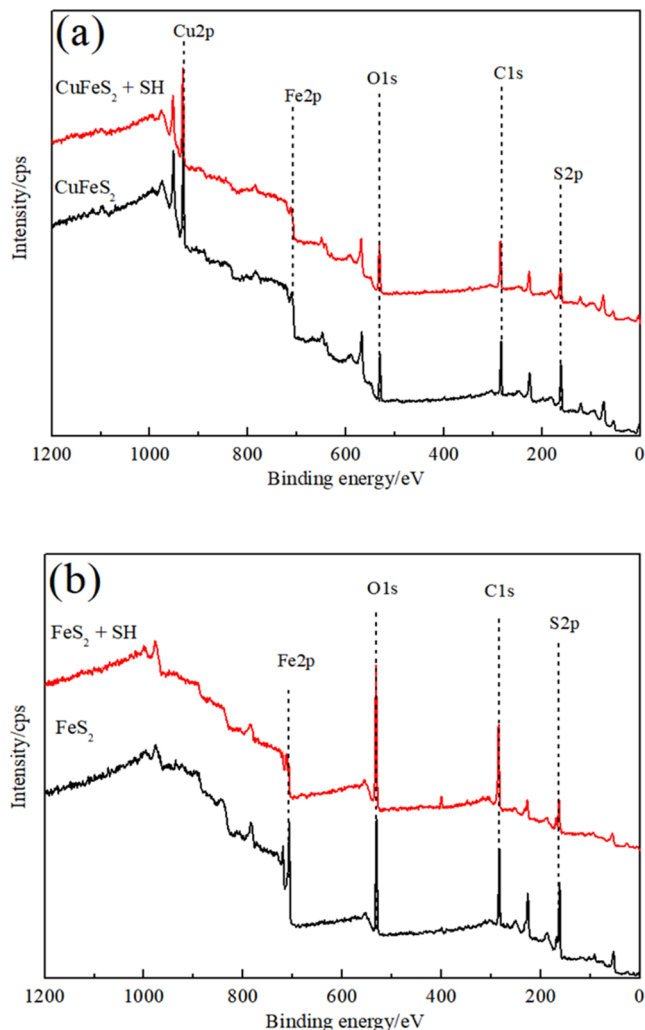 (a)
Cu2p
CuFeS2 + SH
Fe2p
O1s
C1s
S2p
CuFeS2
Intensity/cps
1200 1000 800 600 400 200 0
Binding energy/eV
(b)
O1s
C1s
FeS2 + SH
S2p
Fe2p
FeS2
Intensity/cps
1200 1000 800 600 400 200 0
Binding energy/eV